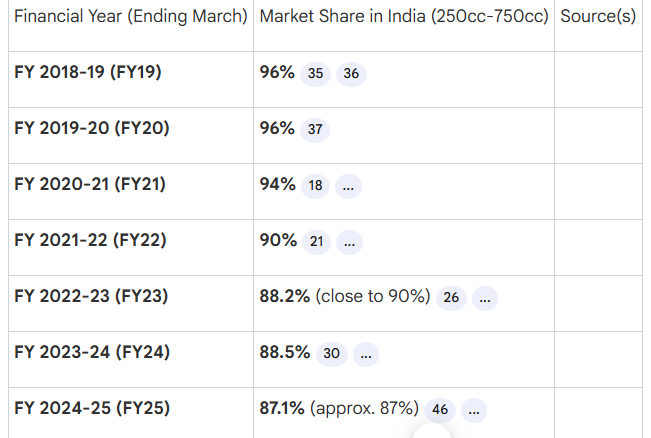 Financial Year (Ending March) Market Share in India (250cc-750cc) Source(s)
FY 2018-19 (FY19) 96% 35 36
FY 2019-20 (FY20) 96% 37
FY 2020-21 (FY21) 94% 18 ...
FY 2021-22 (FY22) 90% 21 ...
FY 2022-23 (FY23) 88.2% (close to 90%) 26 ...
FY 2023-24 (FY24) 88.5% 30 ...
FY 2024-25 (FY25) 87.1% (approx. 87%) 46 ...